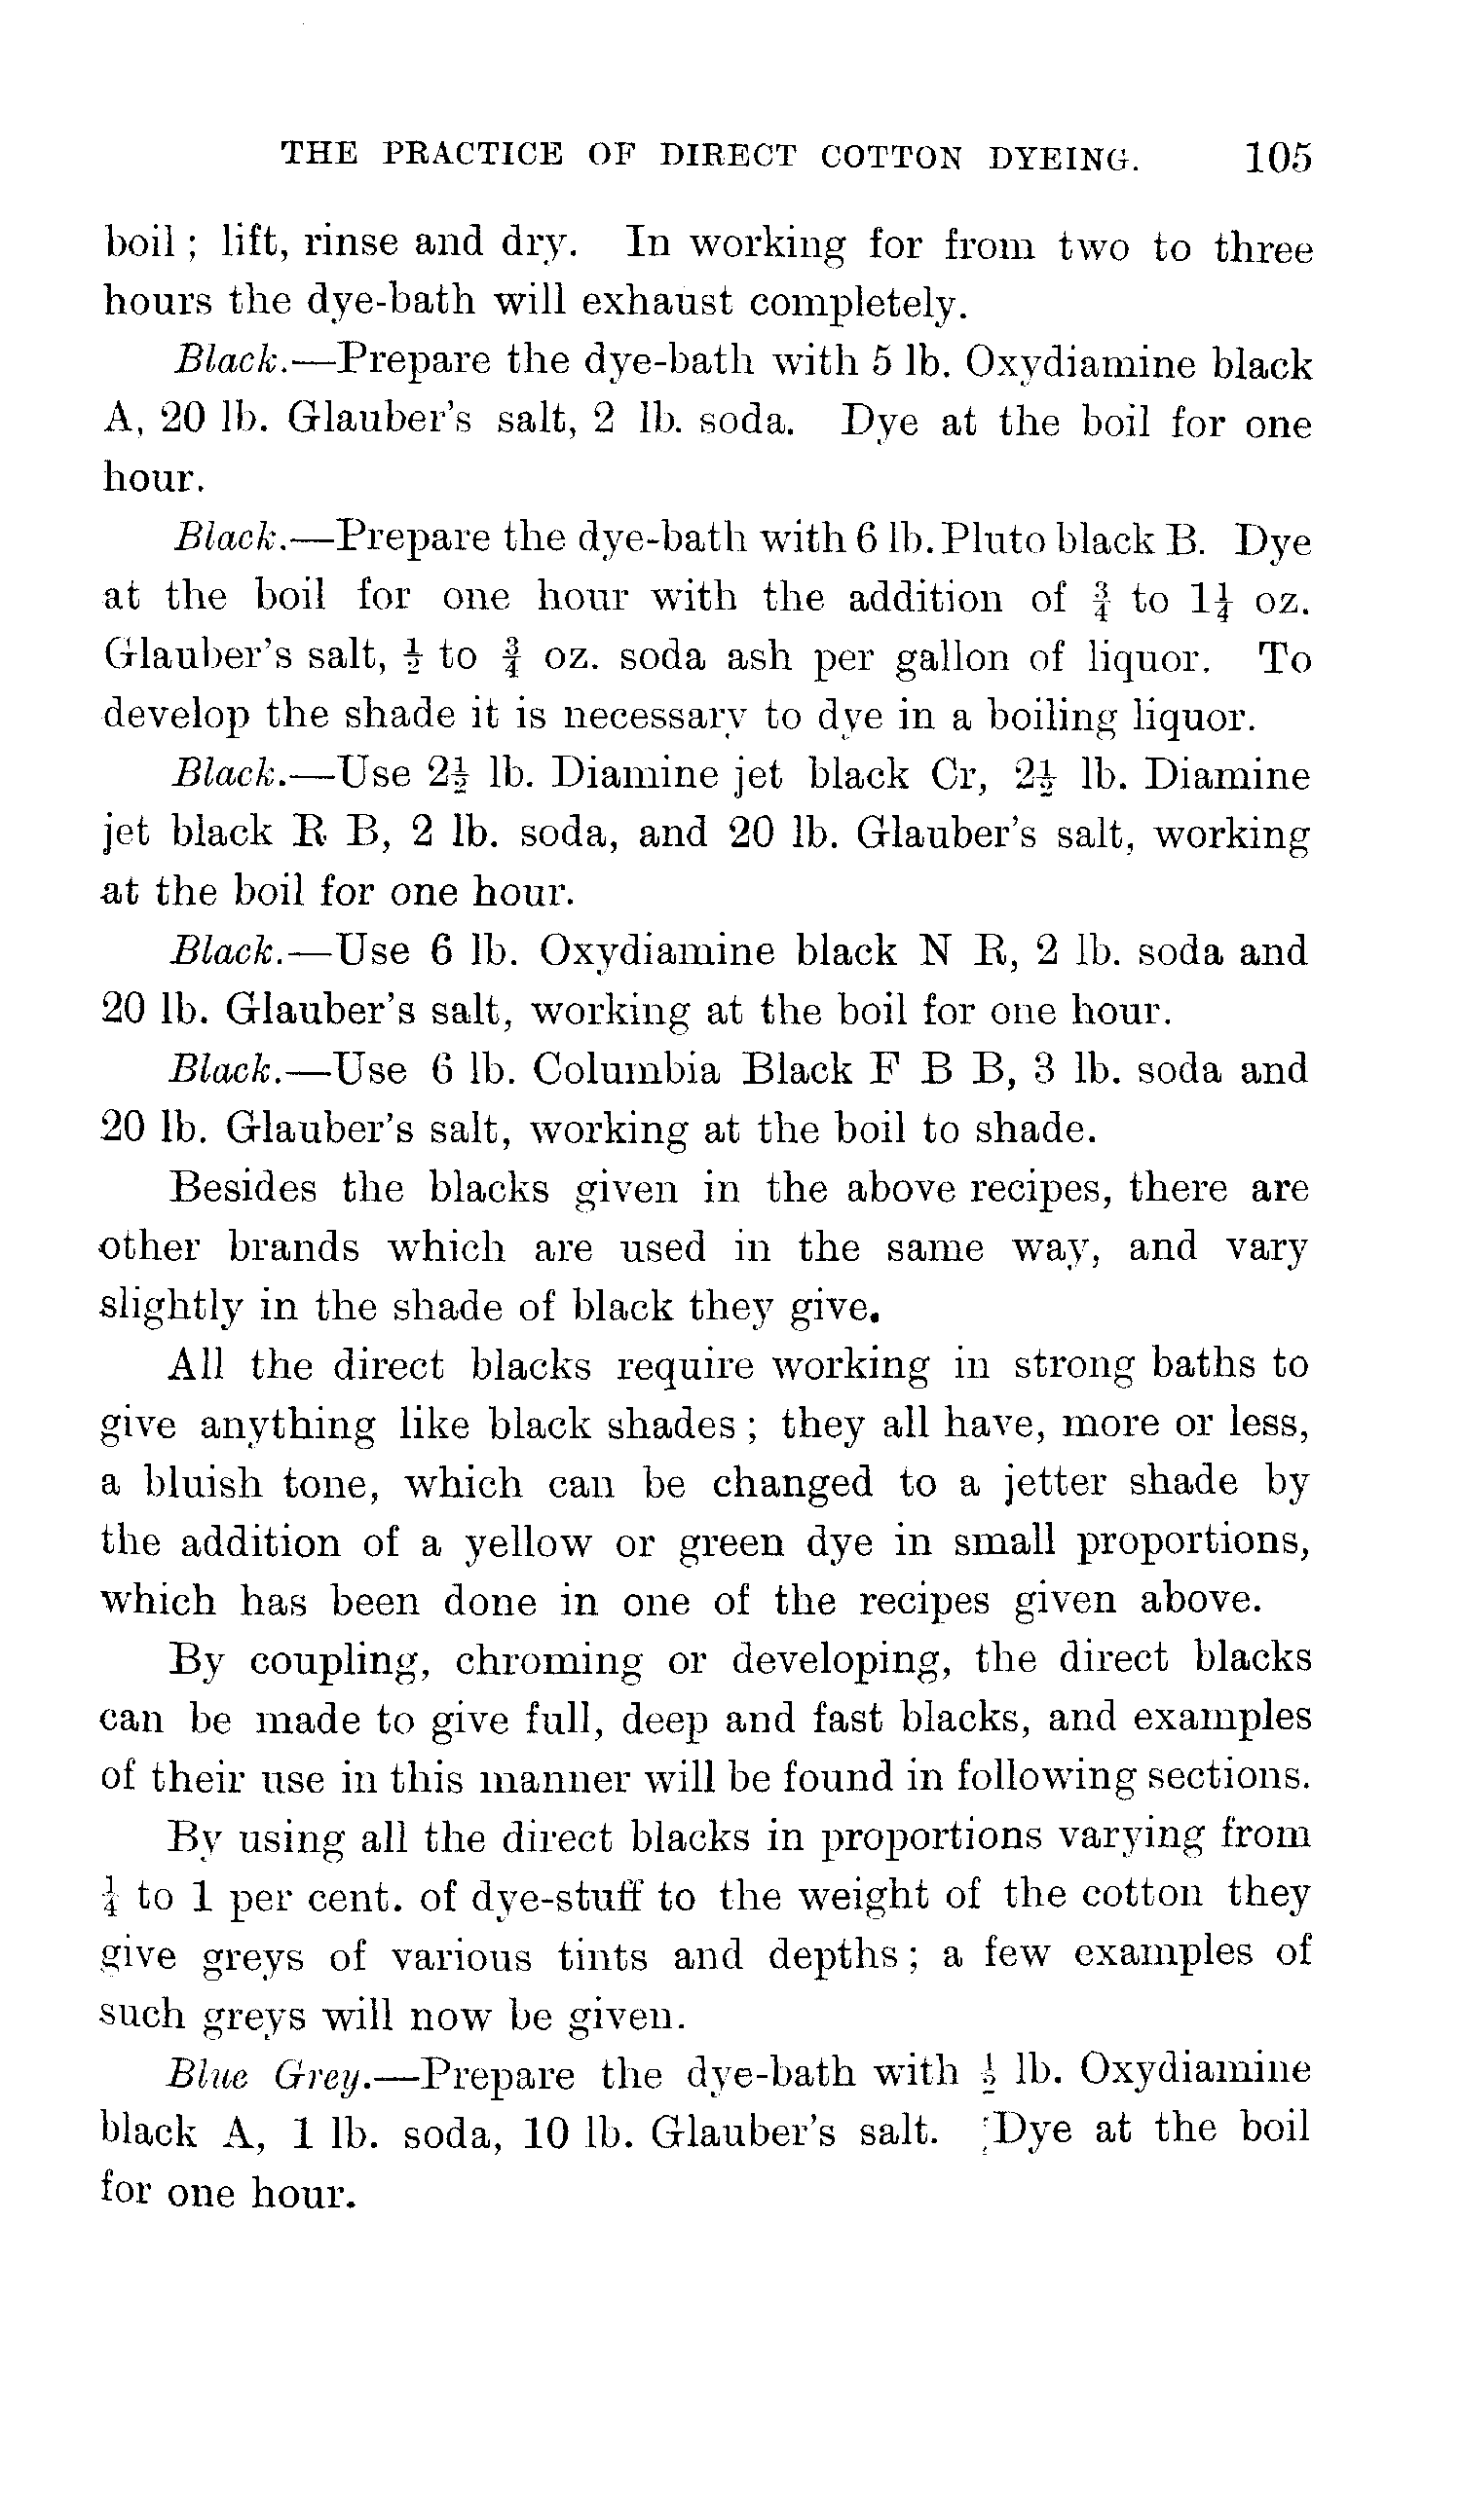 THE PRACTICE OF DIRECT COTTON DYEING. 105
boil; lift, rinse and dry. In working for from two to three
hours the dye-bath will exhaust completely.
Black.—Prepare the dye-bath with 5 lb. Oxydiamine black
A, 20 lb. Glauber's salt, 2 lb. soda. Dye at the boil for one
hour.
Black.—Prepare the dye-bath with 6 lb. Pluto black B. Dye
at the boil for one hour with the addition of ¾ to 1¼ oz.
Glauber's salt, ½ to ¾ oz. soda ash per gallon of liquor. To
develop the shade it is necessary to dye in a boiling liquor.
Black.—Use 2½ lb. Diamine jet black Cr, 2½ lb. Diamine
jet black R B, 2 lb. soda, and 20 lb. Glauber's salt, working
at the boil for one hour.
Black.—Use 6 lb. Oxydiamine black N R, 2 lb. soda and
20 lb. Glauber's salt, working at the boil for one hour.
Black.—Use 6 lb. Columbia Black F B B, 3 lb. soda and
20 lb. Glauber's salt, working at the boil to shade.
Besides the blacks given in the above recipes, there are
other brands which are used in the same way, and vary
slightly in the shade of black they give.
All the direct blacks require working in strong baths to
give anything like black shades; they all have, more or less,
a bluish tone, which can be changed to a jetter shade by
the addition of a yellow or green dye in small proportions,
which has been done in one of the recipes given above.
By coupling, chroming or developing, the direct blacks
can be made to give full, deep and fast blacks, and examples
of their use in this manner will be found in following sections.
By using all the direct blacks in proportions varying from
¼ to 1 per cent. of dye-stuff to the weight of the cotton they
give greys of various tints and depths; a few examples of
such greys will now be given.
Blue Grey.—Prepare the dye-bath with ½ lb. Oxydiamine
black A, 1 lb. soda, 10 lb. Glauber's salt. Dye at the boil
for one hour.